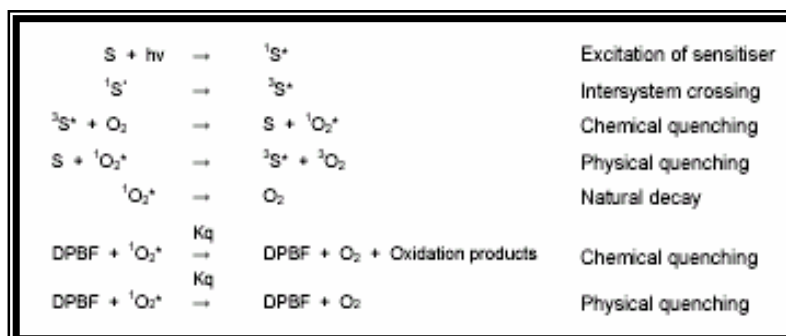 S + hv → ¹S* Excitation of sensitiser
¹S' → ³S* Intersystem crossing
³S* + O₂ → S + ¹O₂* Chemical quenching
S + ¹O₂* → ³S* + ³O₂ Physical quenching
¹O₂* → O₂ Natural decay
Kq
DPBF + ¹O₂* → DPBF + O₂ + Oxidation products Chemical quenching
Kq
DPBF + ¹O₂* → DPBF + O₂ Physical quenching